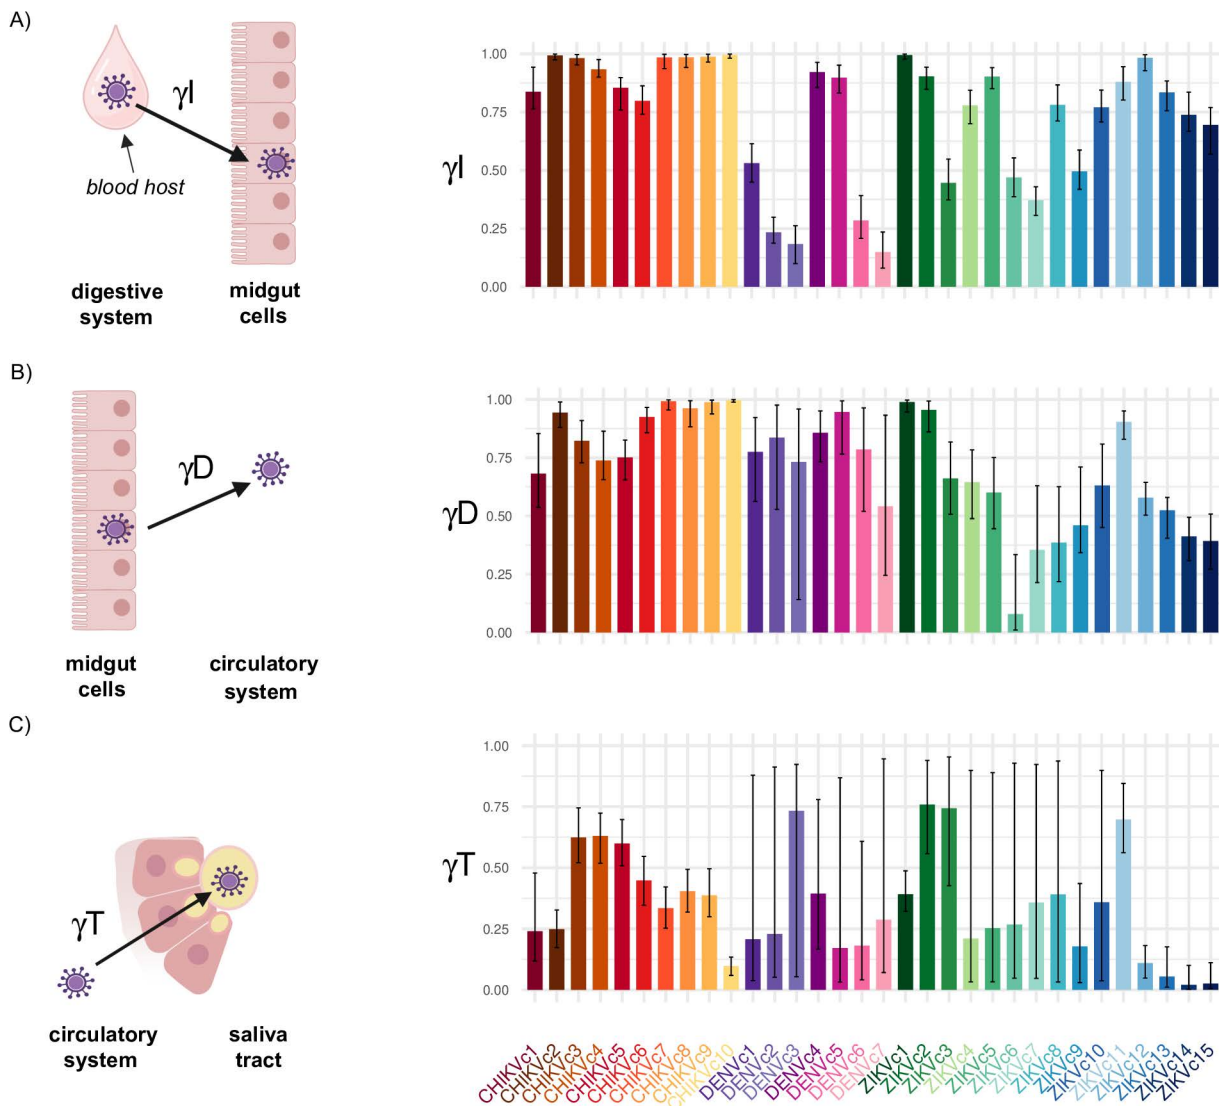 A)
γI
blood host
digestive
system
midgut
cells
γI
1.00
0.75
0.50
0.25
0.00
B)
γD
midgut
cells
circulatory
system
γD
1.00
0.75
0.50
0.25
0.00
C)
γT
circulatory
system
saliva
tract
γT
1.00
0.75
0.50
0.25
0.00
CHIKVc1
CHIKVc2
CHIKVc3
CHIKVc4
CHIKVc5
CHIKVc6
CHIKVc7
CHIKVc8
CHIKVc9
CHIKVc10
DENVc1
DENVc2
DENVc3
DENVc4
DENVc5
DENVc6
DENVc7
ZIKVc1
ZIKVc2
ZIKVc3
ZIKVc4
ZIKVc5
ZIKVc6
ZIKVc7
ZIKVc8
ZIKVc9
ZIKVc10
ZIKVc11
ZIKVc12
ZIKVc13
ZIKVc14
ZIKVc15